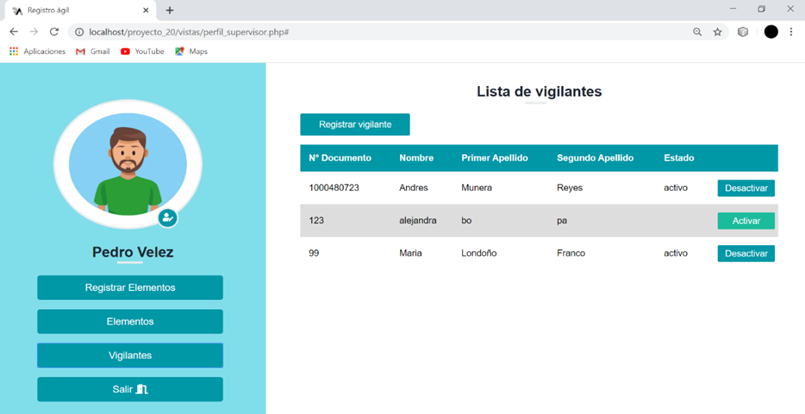 Registro ágil
localhost/proyecto_20/vistas/perfil_supervisor.php#
Aplicaciones Gmail YouTube Maps
Pedro Velez
Registrar Elementos
Elementos
Vigilantes
Salir
Lista de vigilantes
Registrar vigilante
N° Documento Nombre Primer Apellido Segundo Apellido Estado
1000480723 Andres Munera Reyes activo Desactivar
123 alejandra bo pa Activar
99 Maria Londoño Franco activo Desactivar